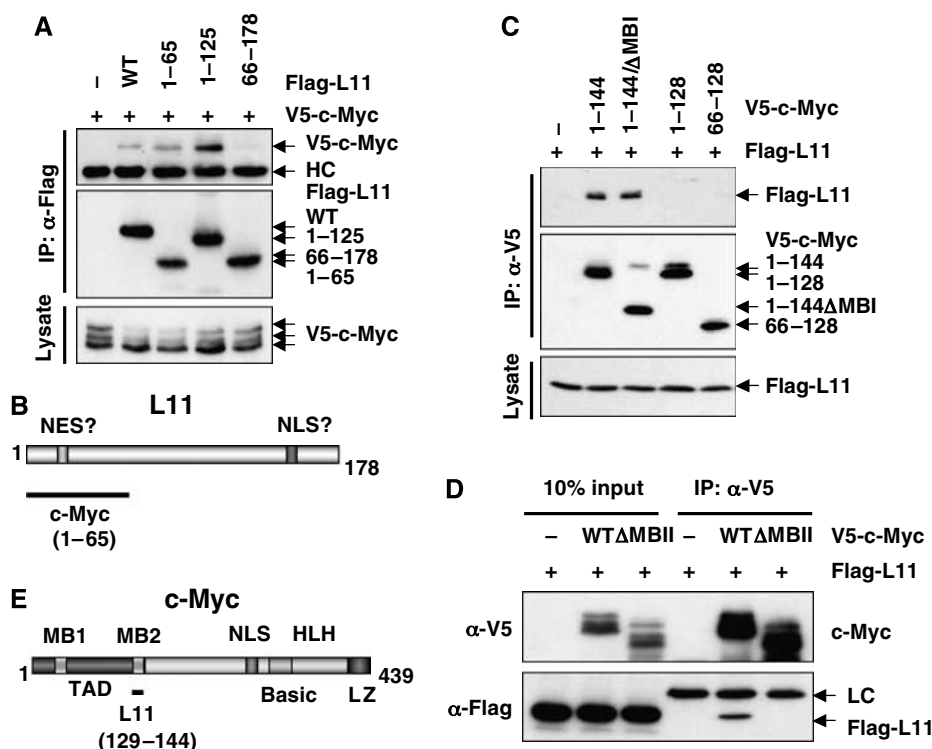 A
– WT 1–65 1–125 66–178 Flag-L11
+ + + + + V5-c-Myc
IP: α-Flag
V5-c-Myc
HC
Flag-L11
WT
1–125
66–178
1–65
Lysate
V5-c-Myc
B
L11
NES? NLS?
1 178
c-Myc
(1–65)
C
– 1–144 1–144/ΔMBI 1–128 66–128 V5-c-Myc
+ + + + + Flag-L11
IP: α-V5
Flag-L11
V5-c-Myc
1–144
1–128
1–144ΔMBI
66–128
Lysate
Flag-L11
D
10% input IP: α-V5
– WT ΔMBII – WT ΔMBII V5-c-Myc
+ + + + + + Flag-L11
α-V5 c-Myc
α-Flag LC
Flag-L11
E
c-Myc
MB1 MB2 NLS HLH
1 439
TAD Basic LZ
L11
(129–144)